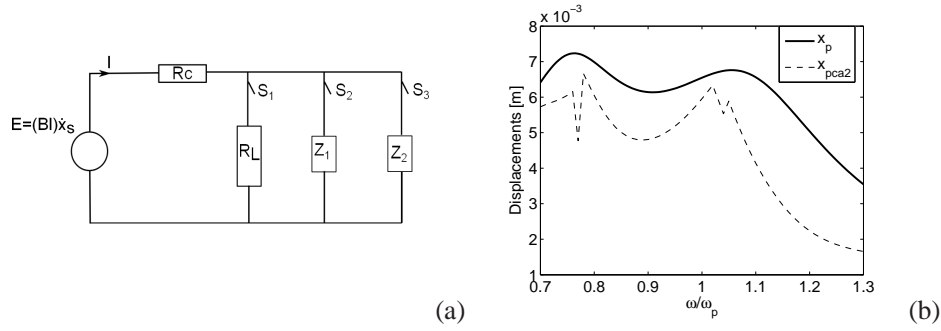 I
Rc
S1
S2
S3
E=(Bl)ẋs
RL
Z1
Z2
(a)
x 10⁻³
8
7
6
5
4
3
2
1
Displacements [m]
xp
xpca2
0.7 0.8 0.9 1 1.1 1.2 1.3
ω/ωp
(b)